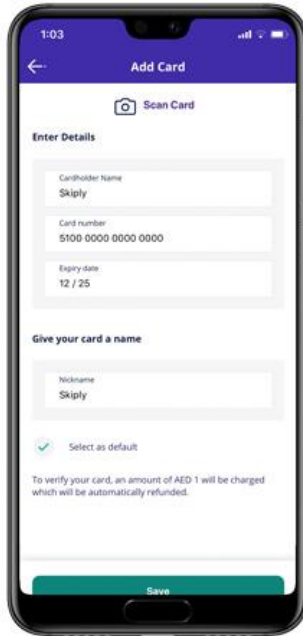 1:03
Add Card
Scan Card
Enter Details
Cardholder Name
Skiply
Card number
5100 0000 0000 0000
Expiry date
12 / 25
Give your card a name
Nickname
Skiply
Select as default
To verify your card, an amount of AED 1 will be charged
which will be automatically refunded.
Save